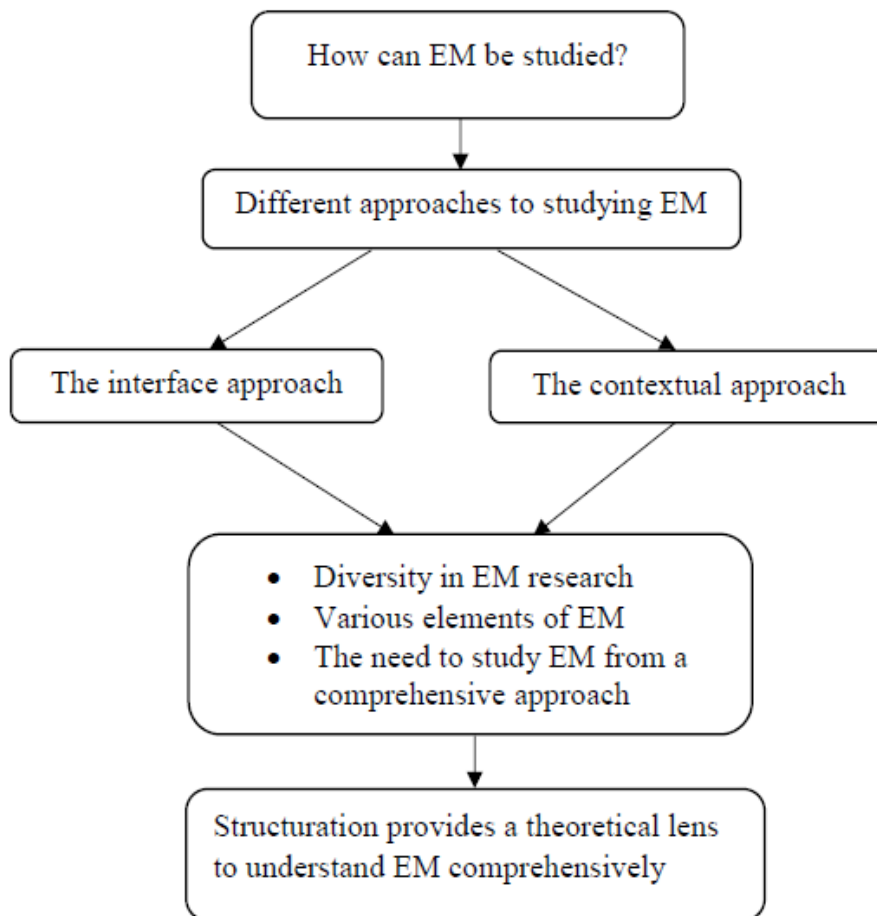 How can EM be studied?
Different approaches to studying EM
The interface approach
The contextual approach
• Diversity in EM research
• Various elements of EM
• The need to study EM from a
comprehensive approach
Structuration provides a theoretical lens
to understand EM comprehensively